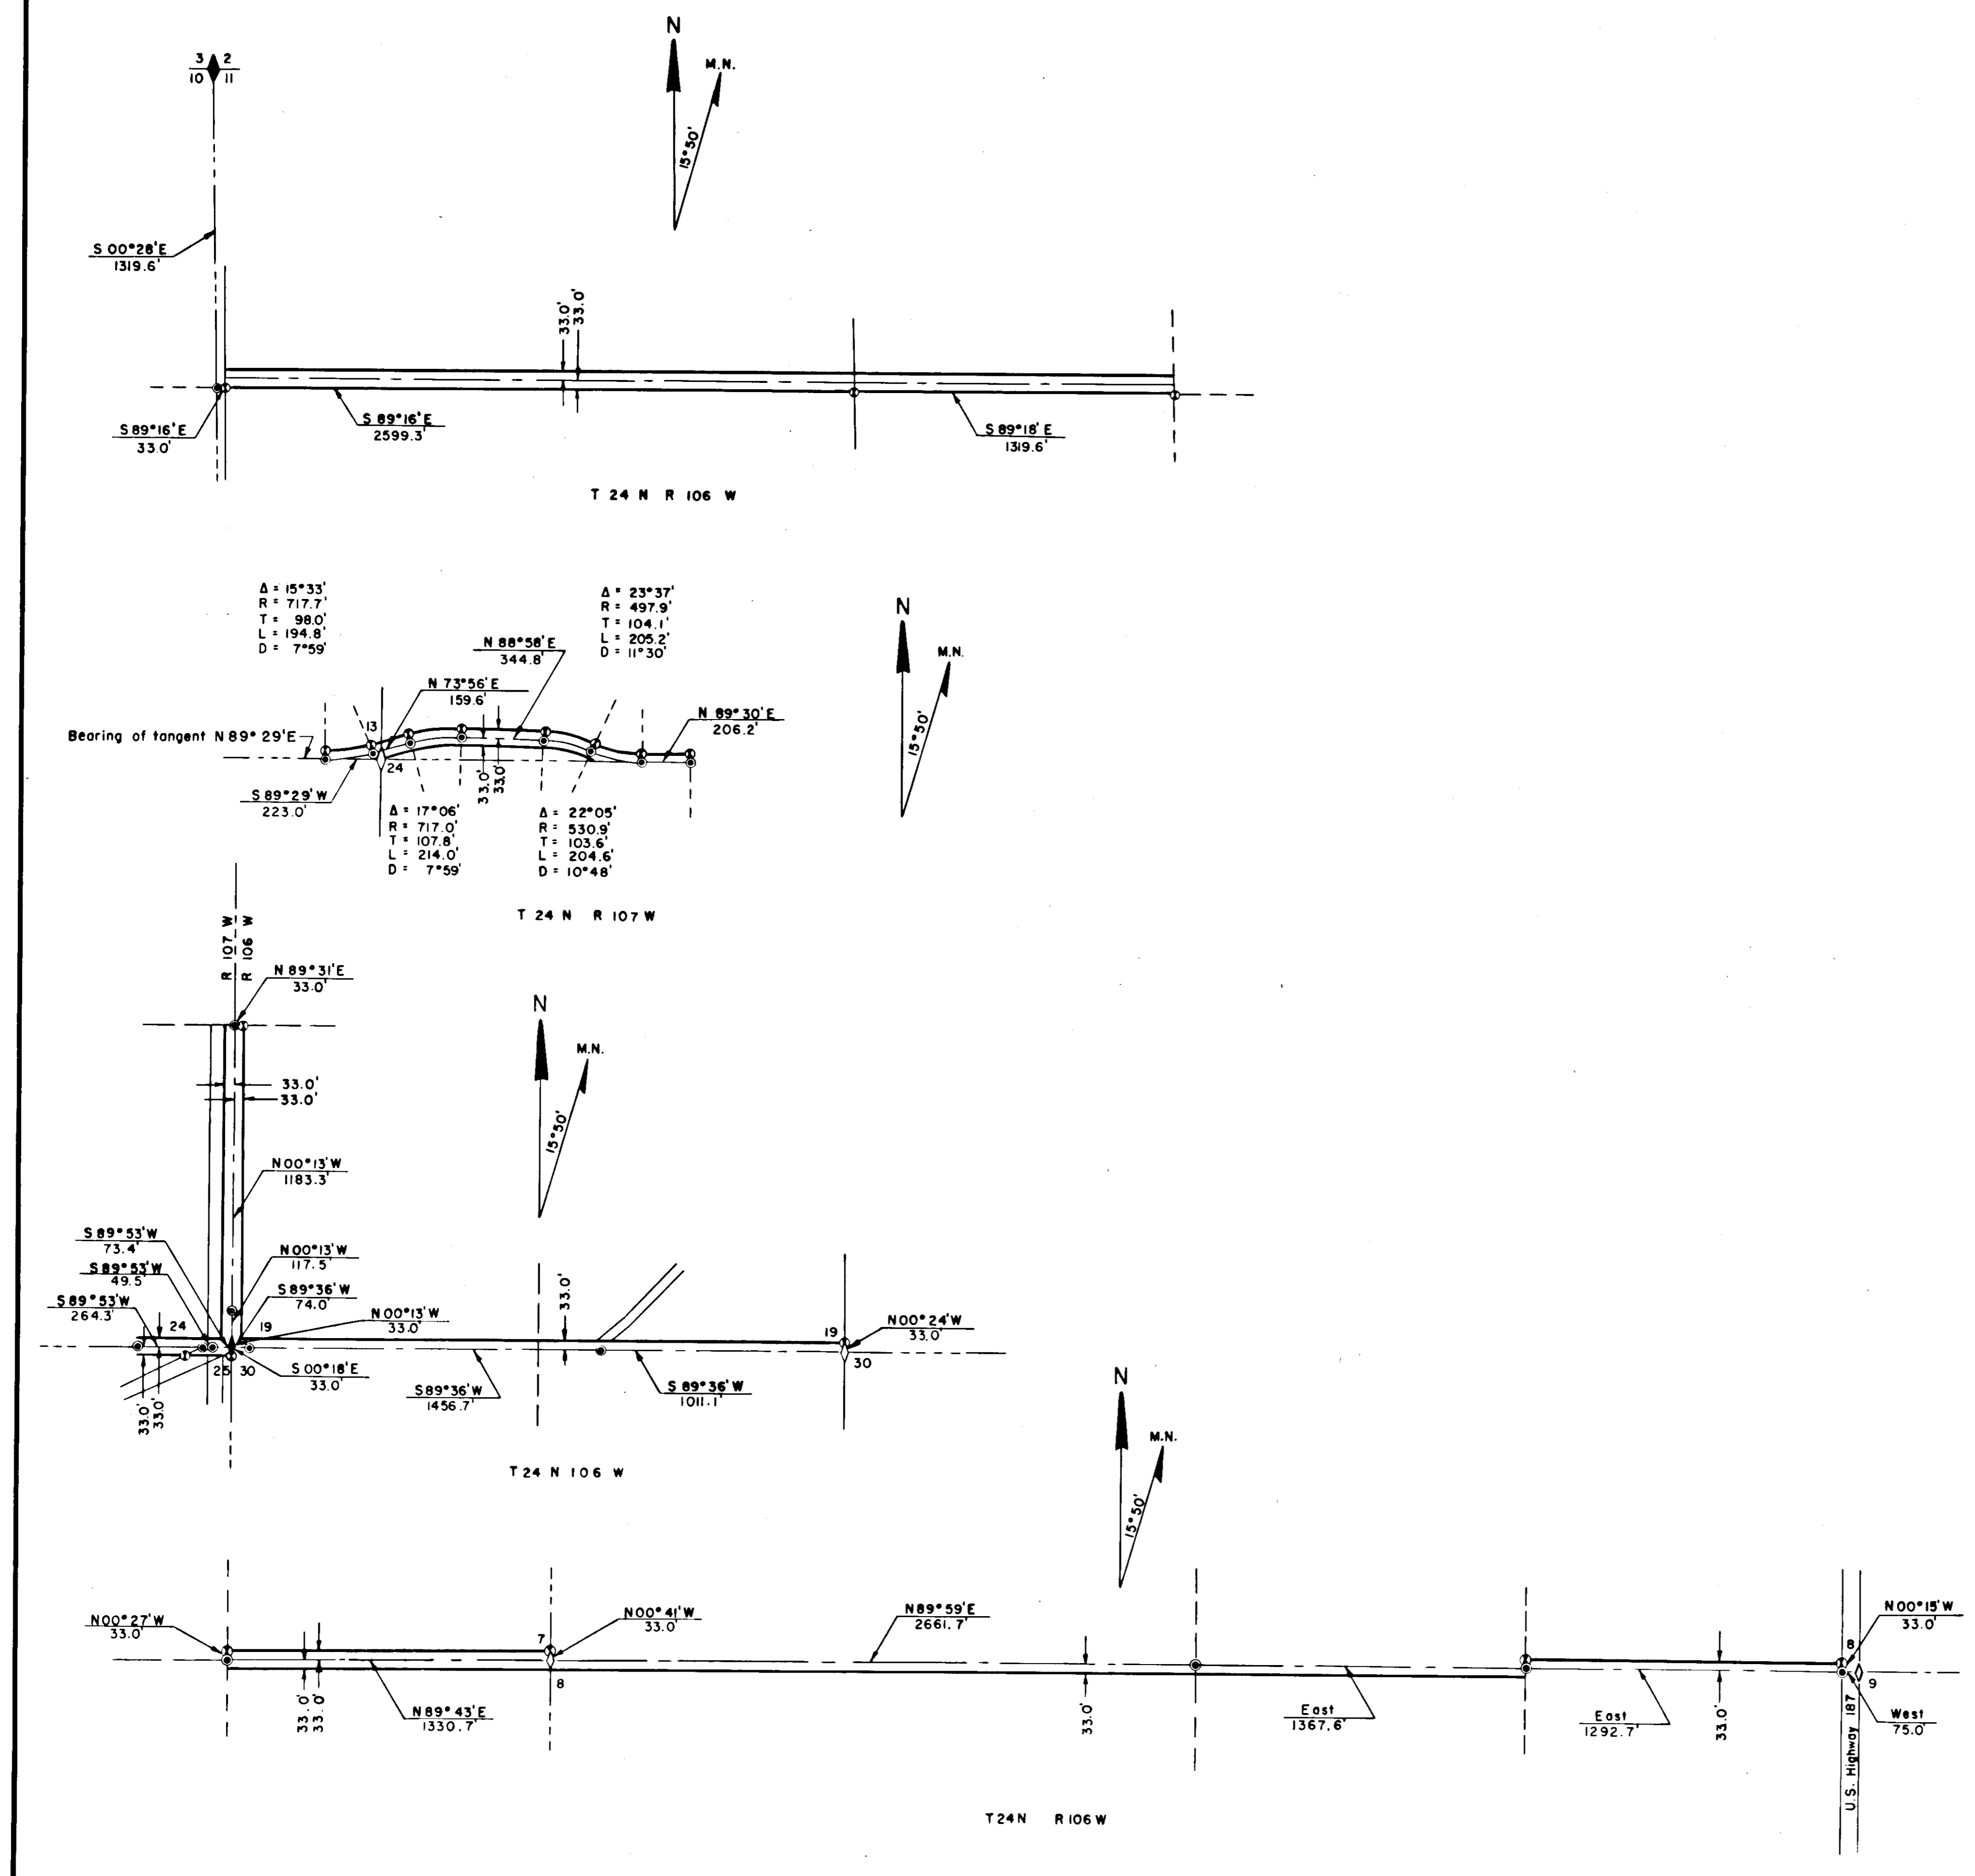 N
M.N.
15°50'
3 2
10 11
S 00°28'E
1319.6'
33.0'
33.0'
S 89°16'E
33.0'
S 89°16'E
2599.3'
S 89°18'E
1319.6'
T 24 N R 106 W
Δ = 15°33'
R = 717.7'
T = 98.0'
L = 194.8'
D = 7°59'
Δ = 23°37'
R = 497.9'
T = 104.1'
L = 205.2'
D = 11°30'
N
M.N.
15°50'
N 88°58'E
344.8'
N 73°56'E
159.6'
N 89°30'E
206.2'
13
Bearing of tangent N 89°29'E
24
S 89°29'W
223.0'
33.0'
33.0'
Δ = 17°06'
R = 717.0'
T = 107.8'
L = 214.0'
D = 7°59'
Δ = 22°05'
R = 530.9'
T = 103.6'
L = 204.6'
D = 10°48'
T 24 N R 107 W
R 107 W
R 106 W
N 89°31'E
33.0'
N
M.N.
15°50'
33.0'
33.0'
N 00°13'W
1183.3'
S 89°53'W
73.4'
N 00°13'W
117.5'
S 89°53'W
49.5'
S 89°36'W
74.0'
S 89°53'W
264.3'
N 00°13'W
33.0'
33.0'
24
19
19
N 00°24'W
33.0'
25 30
30
S 00°18'E
33.0'
33.0'
33.0'
S 89°36'W
1456.7'
S 89°36'W
1011.1'
T 24 N 106 W
N
M.N.
15°50'
N 00°27'W
33.0'
7
N 00°41'W
33.0'
N 89°59'E
2661.7'
8
N 00°15'W
33.0'
8
9
33.0'
33.0'
N 89°43'E
1330.7'
33.0'
East
1367.6'
East
1292.7'
33.0'
U.S. Highway 187
West
75.0'
T 24 N R 106 W